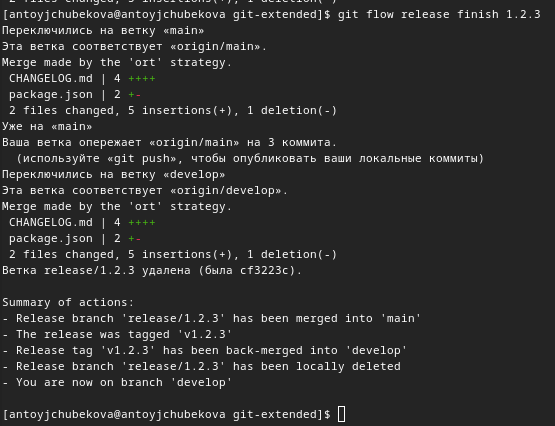 2 files changed, 5 insertions(+), 1 deletion(-)
[antoyjchubekova@antoyjchubekova git-extended]$ git flow release finish 1.2.3
Переключились на ветку «main»
Эта ветка соответствует «origin/main».
Merge made by the 'ort' strategy.
 CHANGELOG.md | 4 ++++
 package.json | 2 +-
 2 files changed, 5 insertions(+), 1 deletion(-)
Уже на «main»
Ваша ветка опережает «origin/main» на 3 коммита.
  (используйте «git push», чтобы опубликовать ваши локальные коммиты)
Переключились на ветку «develop»
Эта ветка соответствует «origin/develop».
Merge made by the 'ort' strategy.
 CHANGELOG.md | 4 ++++
 package.json | 2 +-
 2 files changed, 5 insertions(+), 1 deletion(-)
Ветка release/1.2.3 удалена (была cf3223c).

Summary of actions:
- Release branch 'release/1.2.3' has been merged into 'main'
- The release was tagged 'v1.2.3'
- Release tag 'v1.2.3' has been back-merged into 'develop'
- Release branch 'release/1.2.3' has been locally deleted
- You are now on branch 'develop'

[antoyjchubekova@antoyjchubekova git-extended]$